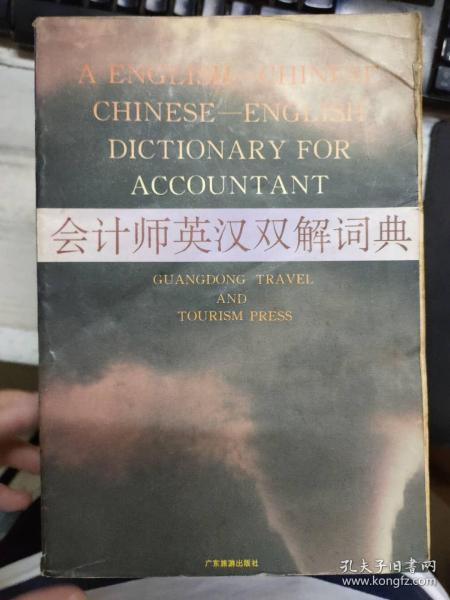 A ENGLISH—CHINESE
CHINESE—ENGLISH
DICTIONARY FOR
ACCOUNTANT
会计师英汉双解词典
GUANGDONG TRAVEL
AND
TOURISM PRESS
广东旅游出版社
孔夫子旧书网
www.kongfz.com